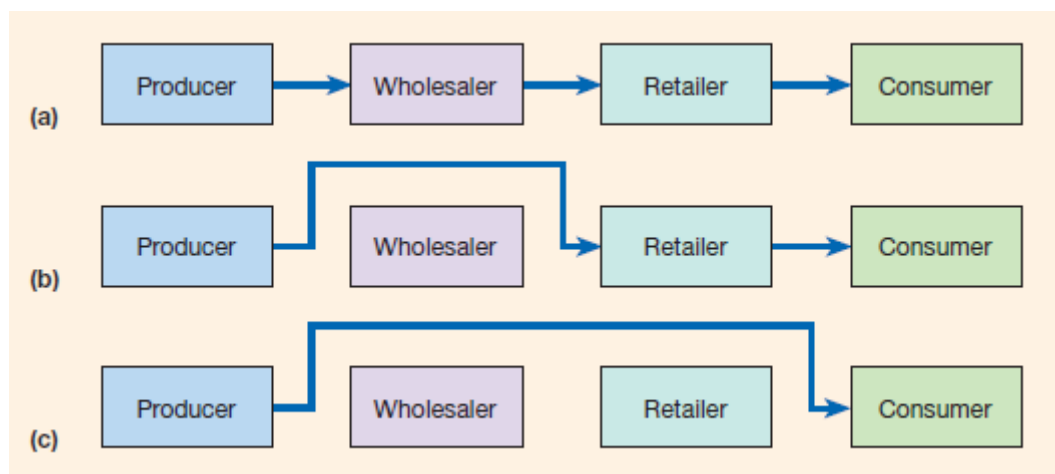 Producer Wholesaler Retailer Consumer
(a)
Producer Wholesaler Retailer Consumer
(b)
Producer Wholesaler Retailer Consumer
(c)